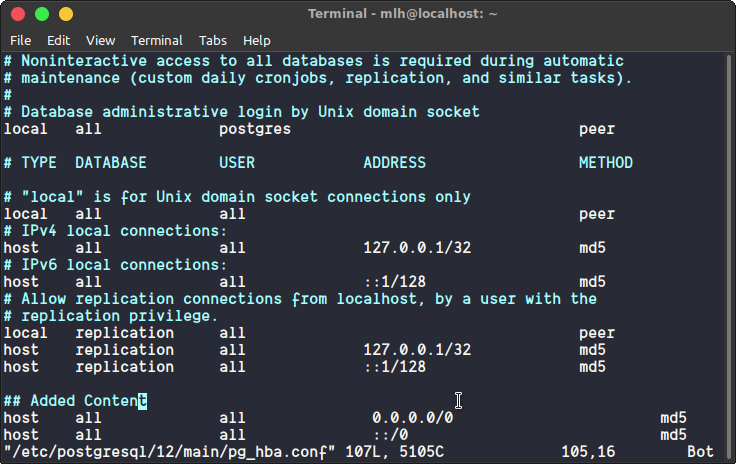 Terminal - mlh@localhost: ~
File Edit View Terminal Tabs Help
# Noninteractive access to all databases is required during automatic
# maintenance (custom daily cronjobs, replication, and similar tasks).
#
# Database administrative login by Unix domain socket
local   all             postgres                                peer

# TYPE  DATABASE        USER            ADDRESS                 METHOD

# "local" is for Unix domain socket connections only
local   all             all                                     peer
# IPv4 local connections:
host    all             all             127.0.0.1/32            md5
# IPv6 local connections:
host    all             all             ::1/128                 md5
# Allow replication connections from localhost, by a user with the
# replication privilege.
local   replication     all                                     peer
host    replication     all             127.0.0.1/32            md5
host    replication     all             ::1/128                 md5

## Added Content
host    all             all              0.0.0.0/0                       md5
host    all             all              ::/0                            md5
"/etc/postgresql/12/main/pg_hba.conf" 107L, 5105C             105,16        Bot